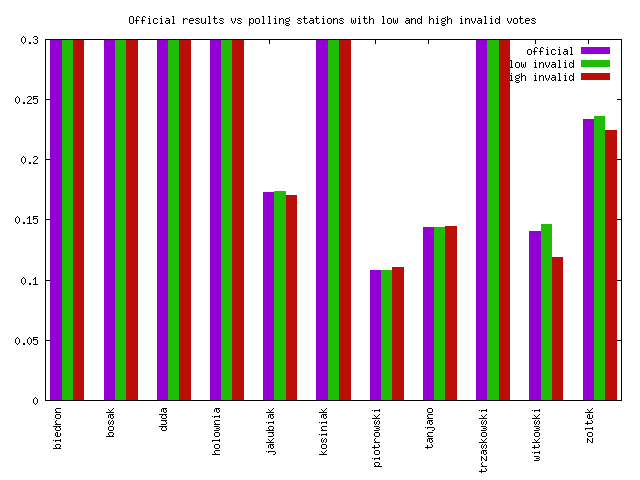 Official results vs polling stations with low and high invalid votes
0.3
0.25
0.2
0.15
0.1
0.05
0
official
low invalid
igh invalid
biedron
bosak
duda
holownia
jakubiak
kosiniak
piotrowski
tanjano
trzaskowski
witkowski
zoltek